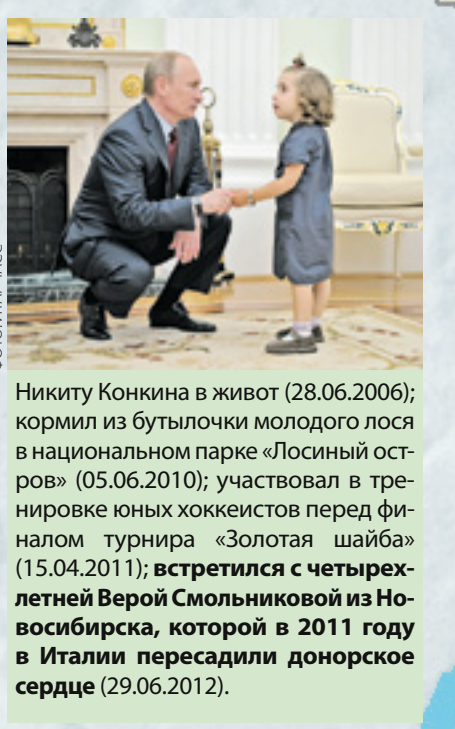 Никиту Конкина в живот (28.06.2006);
кормил из бутылочки молодого лося
в национальном парке «Лосиный ост-
ров» (05.06.2010); участвовал в тре-
нировке юных хоккеистов перед фи-
налом турнира «Золотая шайба»
(15.04.2011); встретился с четырех-
летней Верой Смольниковой из Но-
восибирска, которой в 2011 году
в Италии пересадили донорское
сердце (29.06.2012).